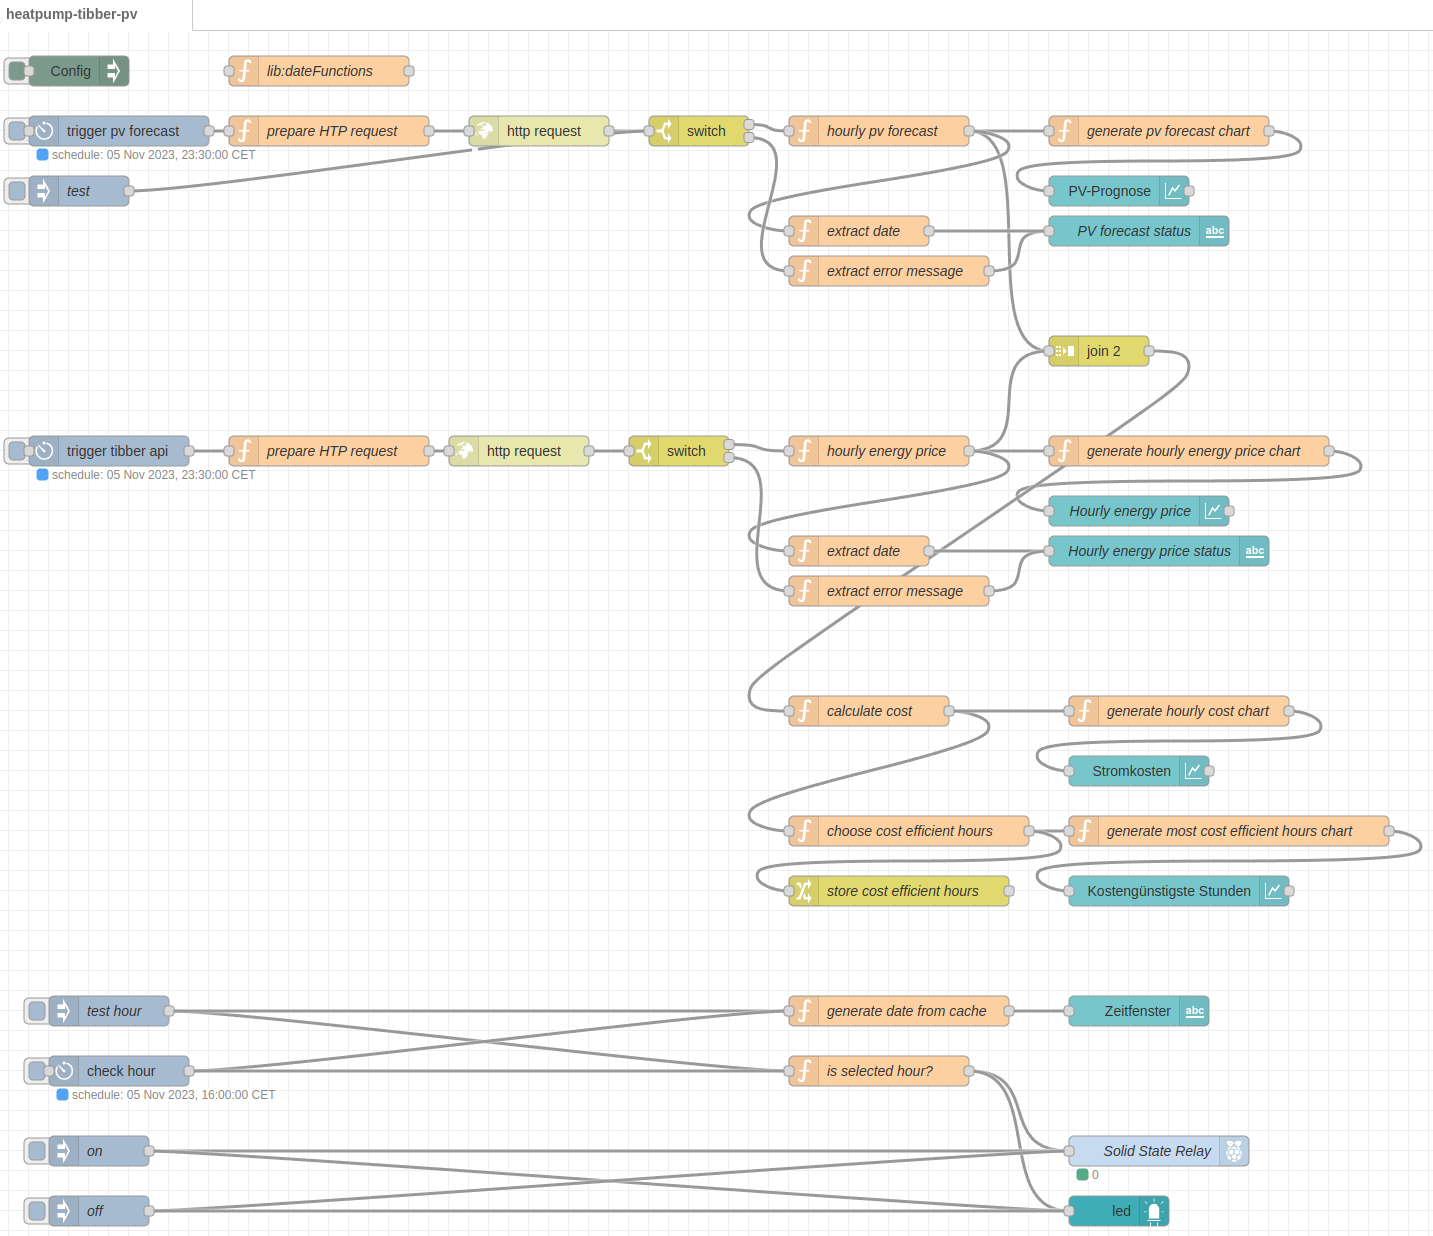 heatpump-tibber-pv
Config
lib:dateFunctions
trigger pv forecast
prepare HTP request
http request
switch
hourly pv forecast
generate pv forecast chart
schedule: 05 Nov 2023, 23:30:00 CET
test
PV-Prognose
extract date
PV forecast status
abc
extract error message
join 2
trigger tibber api
prepare HTP request
http request
switch
hourly energy price
generate hourly energy price chart
schedule: 05 Nov 2023, 23:30:00 CET
Hourly energy price
extract date
Hourly energy price status
abc
extract error message
calculate cost
generate hourly cost chart
Stromkosten
choose cost efficient hours
generate most cost efficient hours chart
store cost efficient hours
Kostengünstigste Stunden
test hour
generate date from cache
Zeitfenster
abc
check hour
is selected hour?
schedule: 05 Nov 2023, 16:00:00 CET
on
Solid State Relay
0
off
led